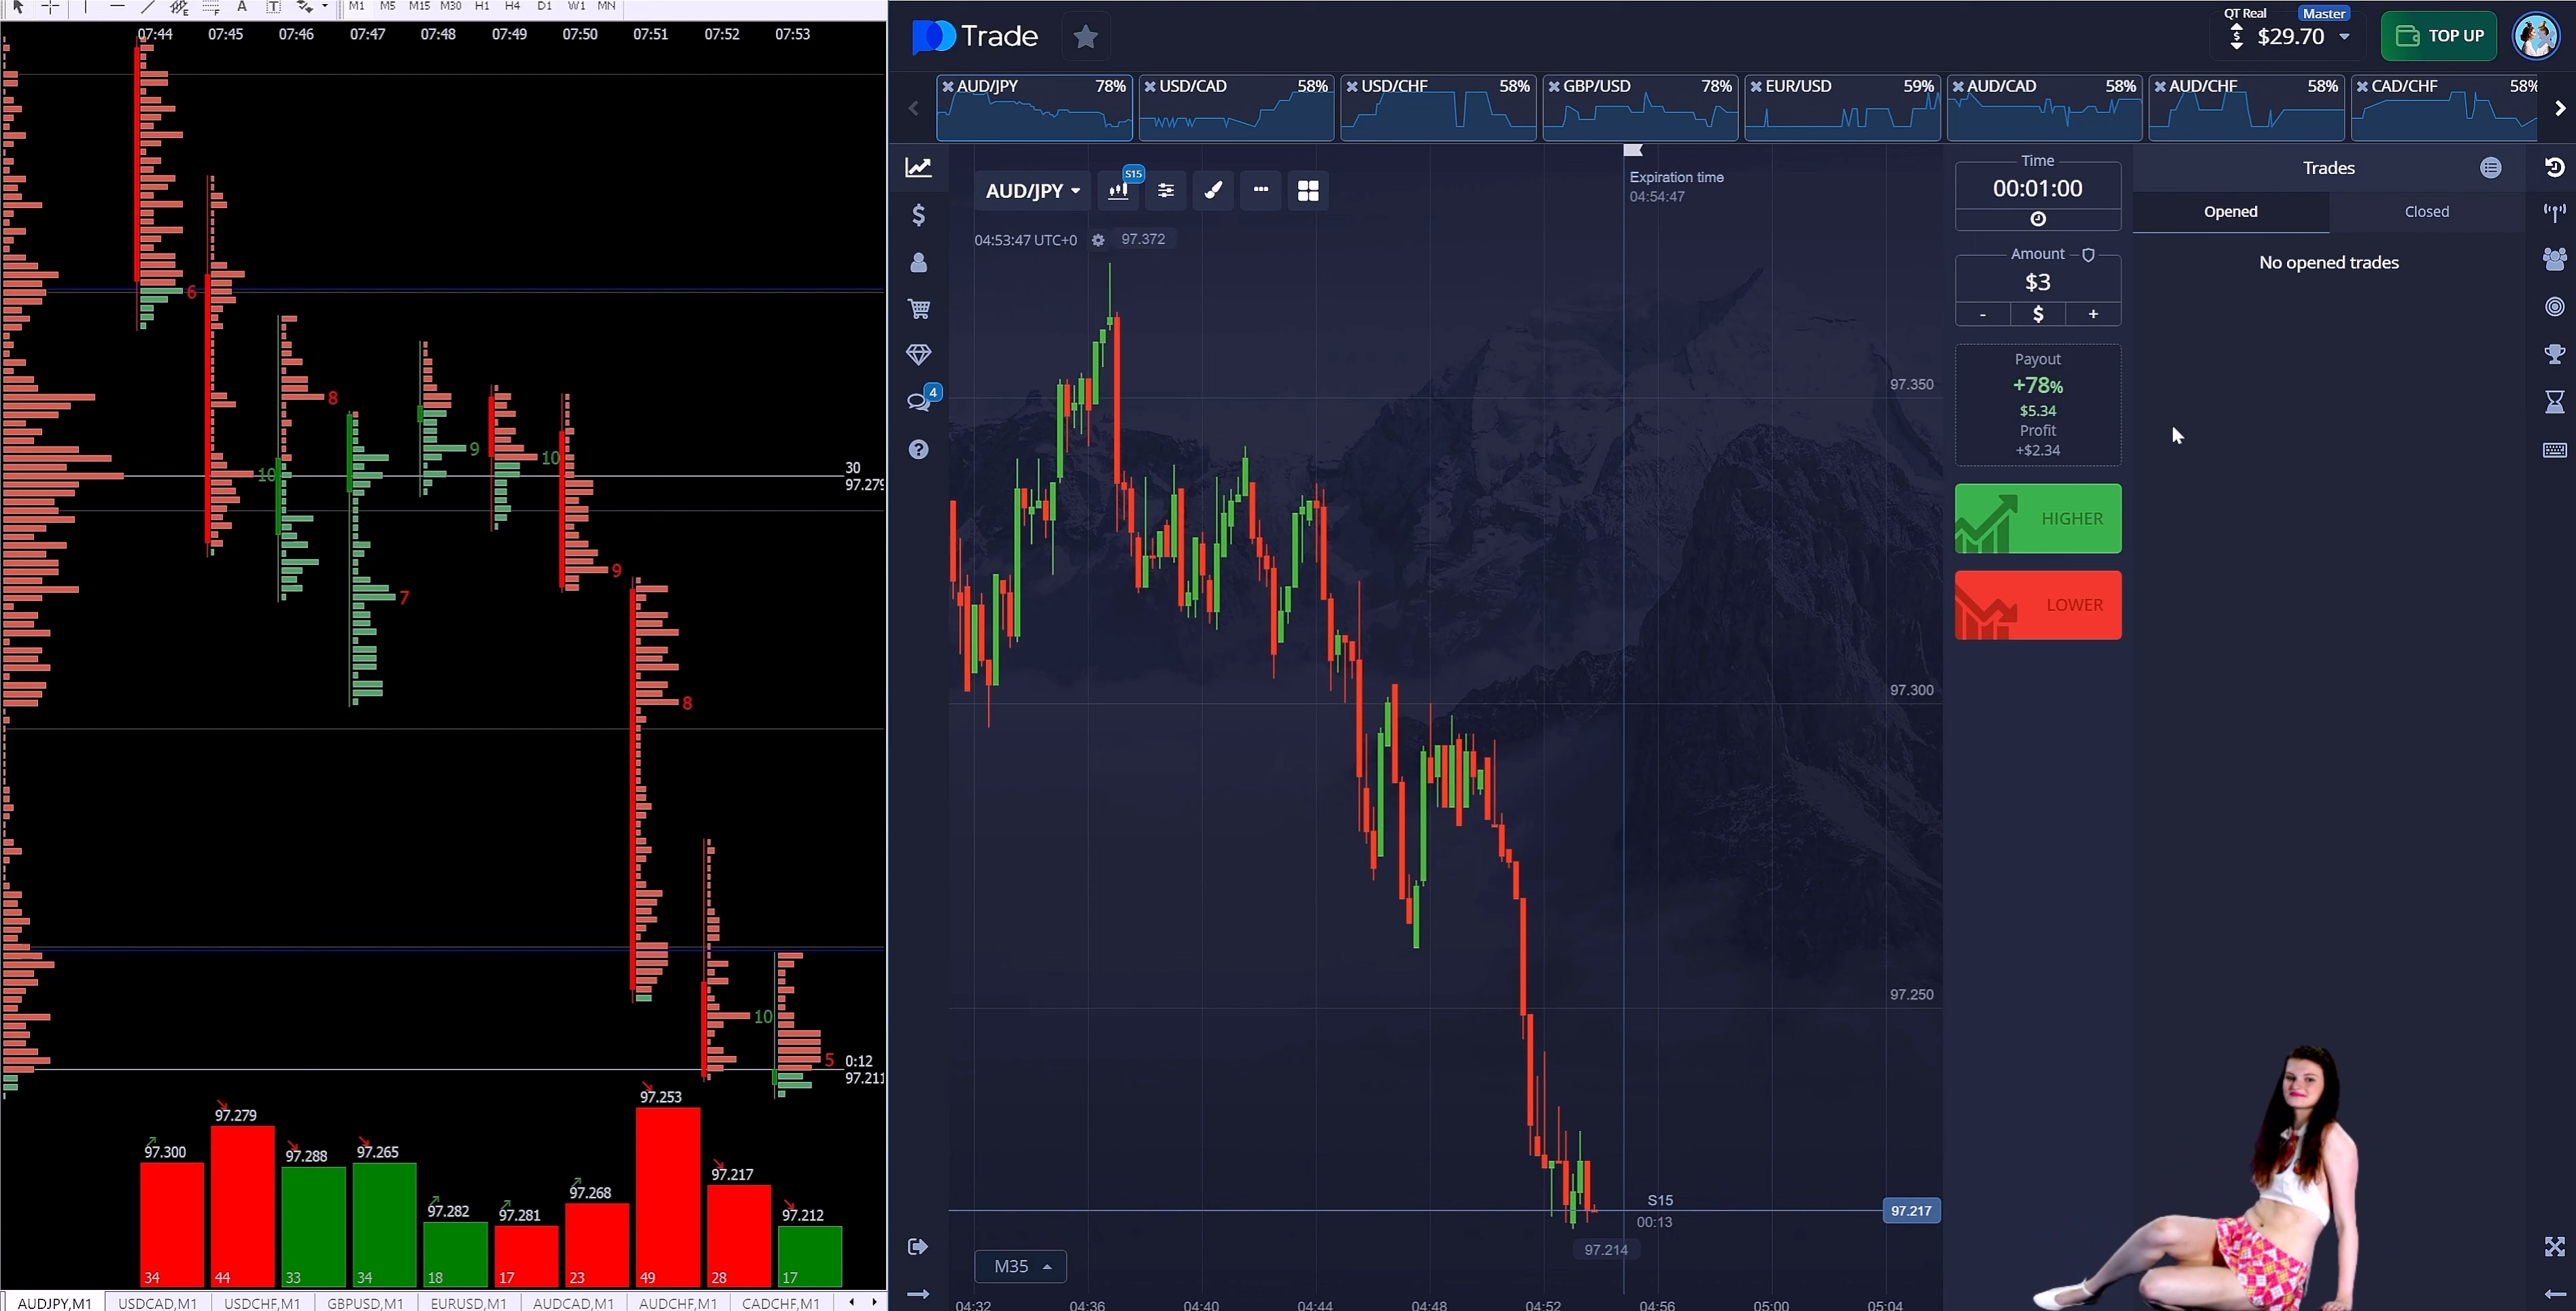 M1 M5 M15 M30 H1 H4 D1 W1 MN
07:44 07:45 07:46 07:47 07:48 07:49 07:50 07:51 07:52 07:53
6
8
9
10
10
30
97.279
9
7
8
10
5
0:12
97.211
97.300 97.279 97.288 97.265 97.282 97.281 97.268 97.253 97.217 97.212
34 44 33 34 18 17 23 49 28 17
AUDJPY,M1 USDCAD,M1 USDCHF,M1 GBPUSD,M1 EURUSD,M1 AUDCAD,M1 AUDCHF,M1 CADCHF,M1
Trade
QT Real Master
$29.70
TOP UP
AUD/JPY 78% USD/CAD 58% USD/CHF 58% GBP/USD 78% EUR/USD 59% AUD/CAD 58% AUD/CHF 58% CAD/CHF 58%
AUD/JPY
S15
04:53:47 UTC+0
97.372
Expiration time
04:54:47
4
97.350
97.300
97.250
97.217
S15
00:13
97.214
M35
04:32 04:36 04:40 04:44 04:48 04:52 04:56 05:00 05:04
Time
00:01:00
Amount
$3
- $ +
Payout
+78%
$5.34
Profit
+$2.34
HIGHER
LOWER
Trades
Opened Closed
No opened trades